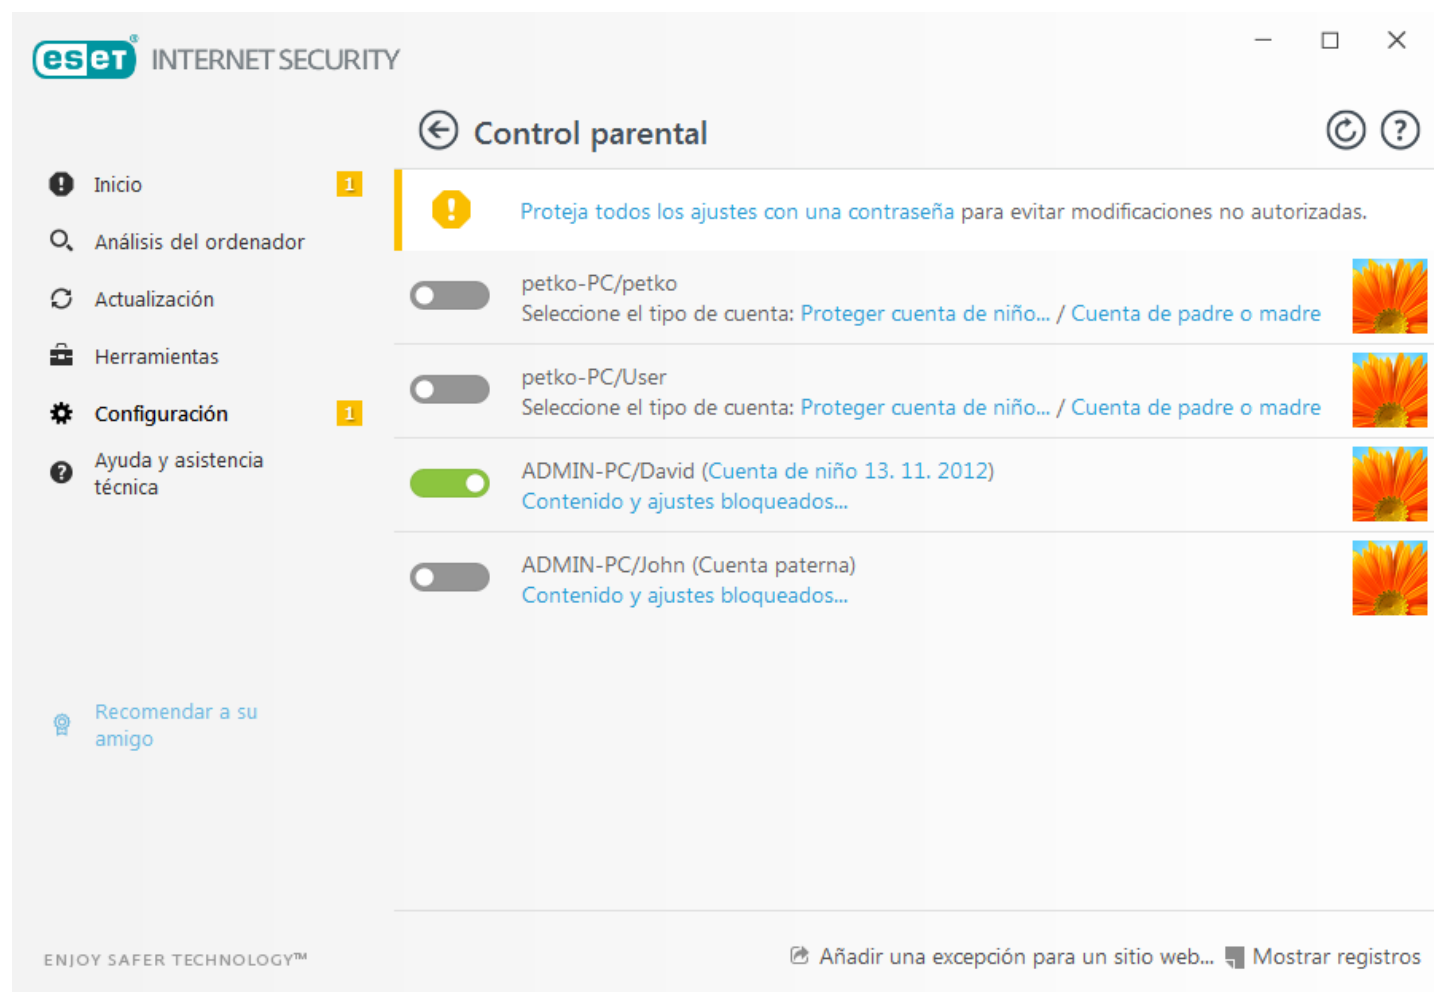 eset® INTERNET SECURITY
Control parental
Inicio 1
Proteja todos los ajustes con una contraseña para evitar modificaciones no autorizadas.
Análisis del ordenador
Actualización
Herramientas
Configuración 1
Ayuda y asistencia
técnica
petko-PC/petko
Seleccione el tipo de cuenta: Proteger cuenta de niño... / Cuenta de padre o madre
petko-PC/User
Seleccione el tipo de cuenta: Proteger cuenta de niño... / Cuenta de padre o madre
ADMIN-PC/David (Cuenta de niño 13. 11. 2012)
Contenido y ajustes bloqueados...
ADMIN-PC/John (Cuenta paterna)
Contenido y ajustes bloqueados...
Recomendar a su
amigo
ENJOY SAFER TECHNOLOGY™
Añadir una excepción para un sitio web... Mostrar registros